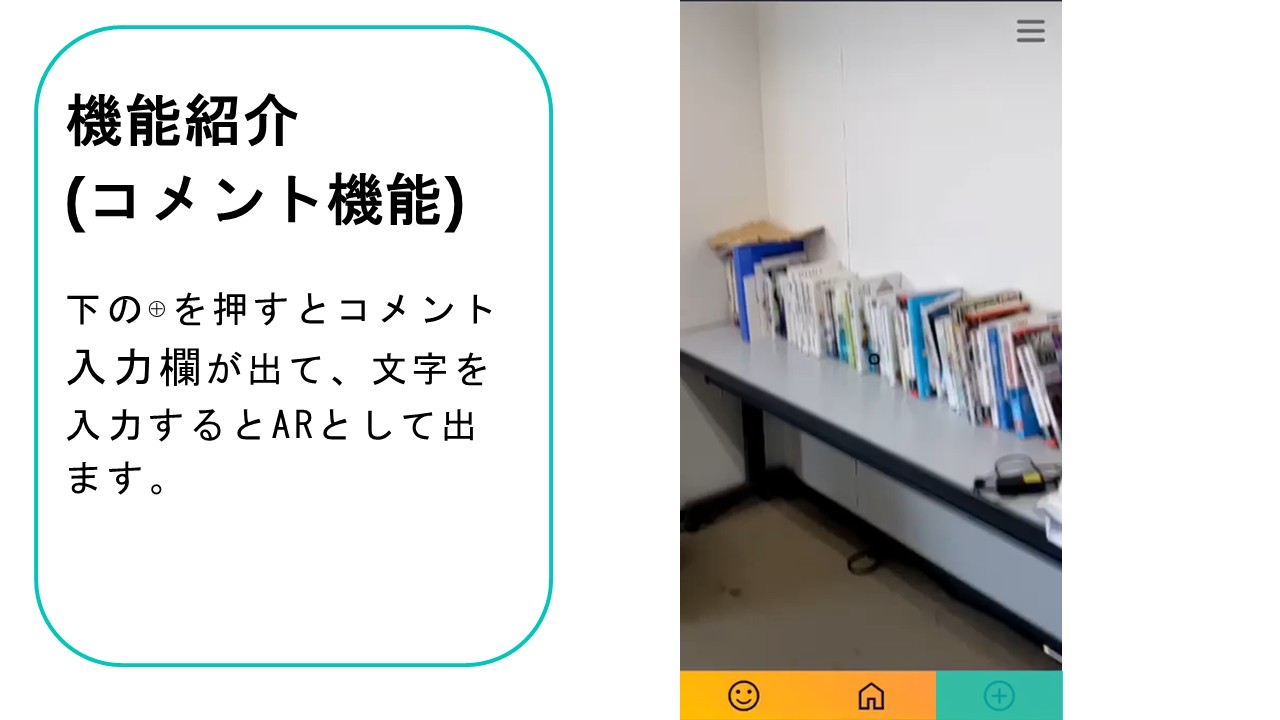 機能紹介
(コメント機能)
下の⊕を押すとコメント
入力欄が出て、文字を
入力するとARとして出
ます。